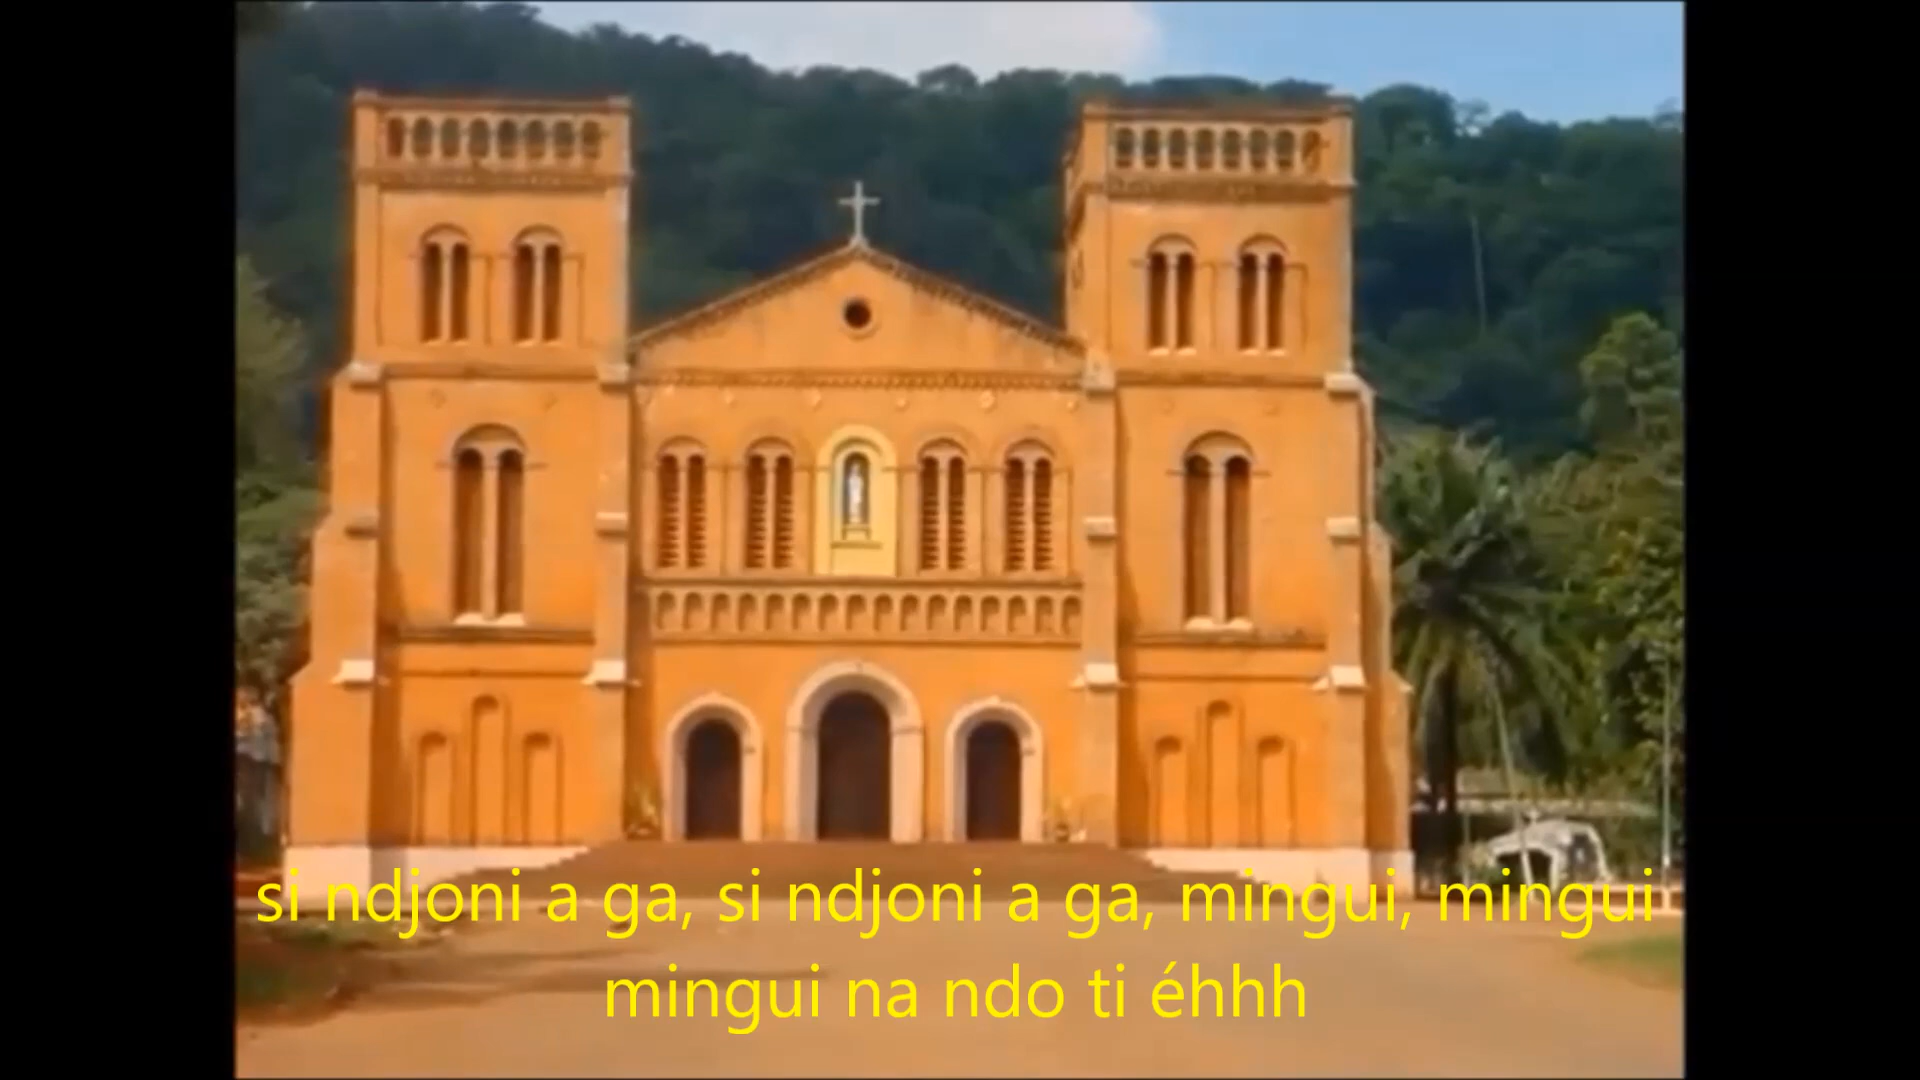 si ndjoni a ga, si ndjoni a ga, mingui, mingui
mingui na ndo ti éhhh